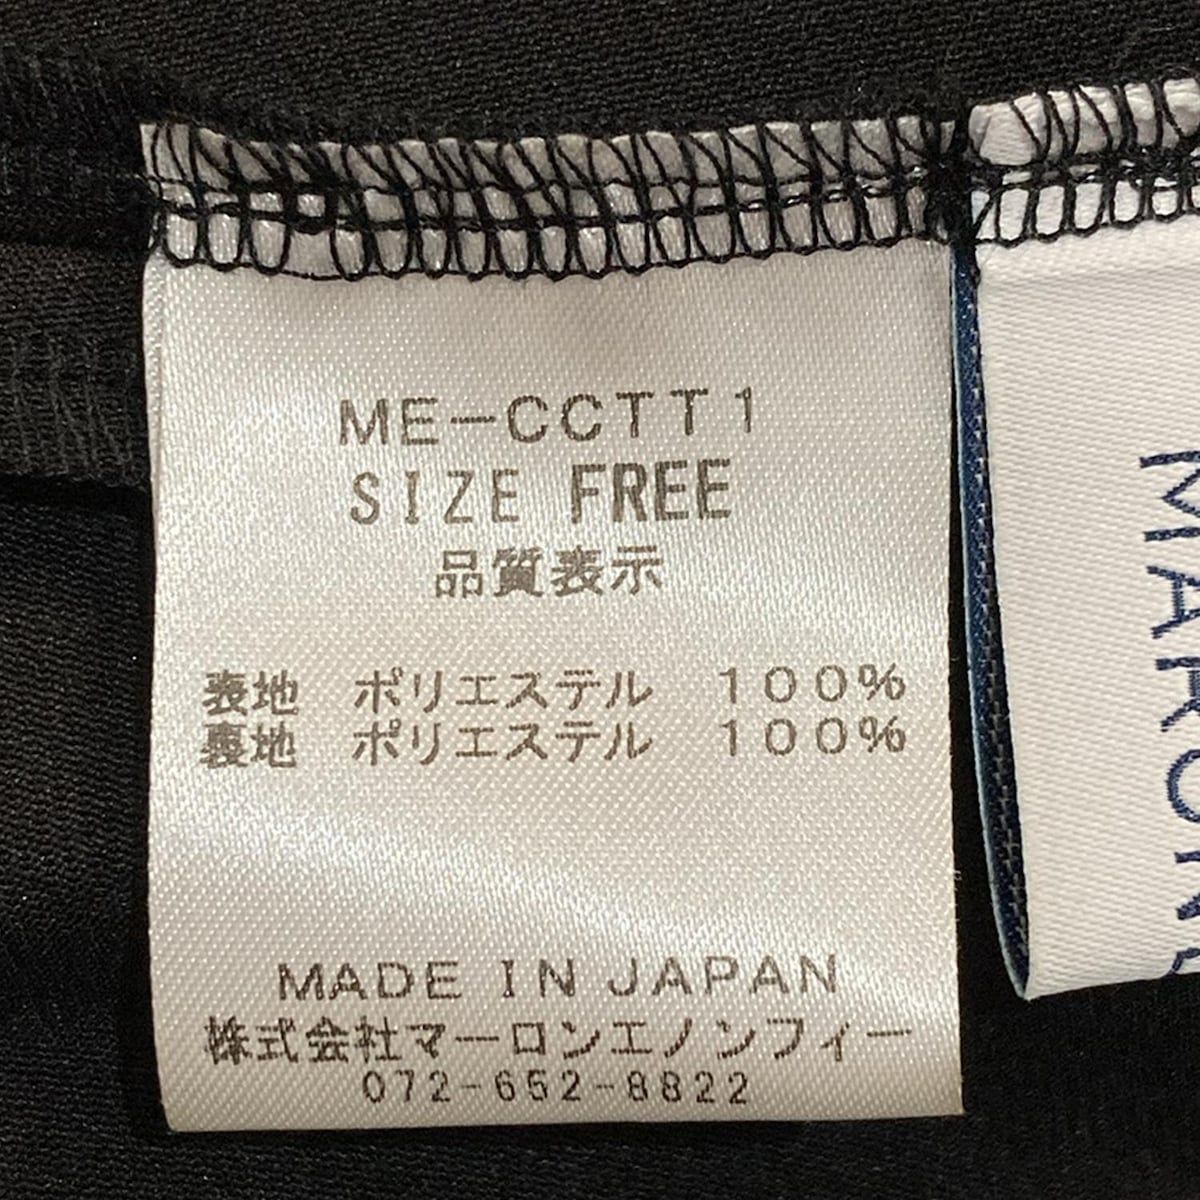 ME-CCTT1
SIZE FREE
品質表示
表地 ポリエステル 100%
裏地 ポリエステル 100%
MADE IN JAPAN
株式会社マーロンエノンフィー
072-652-8822